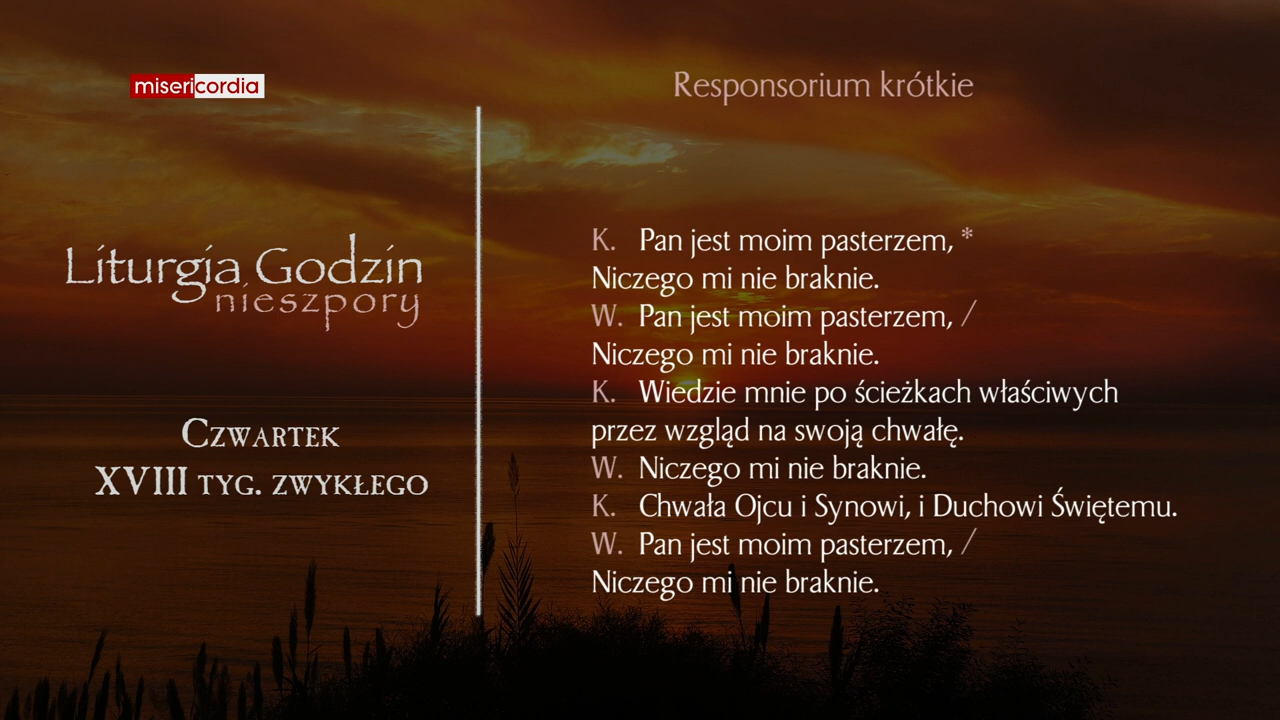 misericordia
Liturgia Godzin
nieszpory
Czwartek
XVIII tyg. zwykłego
Responsorium krótkie
K. Pan jest moim pasterzem, *
Niczego mi nie braknie.
W. Pan jest moim pasterzem, /
Niczego mi nie braknie.
K. Wiedzie mnie po ścieżkach właściwych
przez wzgląd na swoją chwałę.
W. Niczego mi nie braknie.
K. Chwała Ojcu i Synowi, i Duchowi Świętemu.
W. Pan jest moim pasterzem, /
Niczego mi nie braknie.